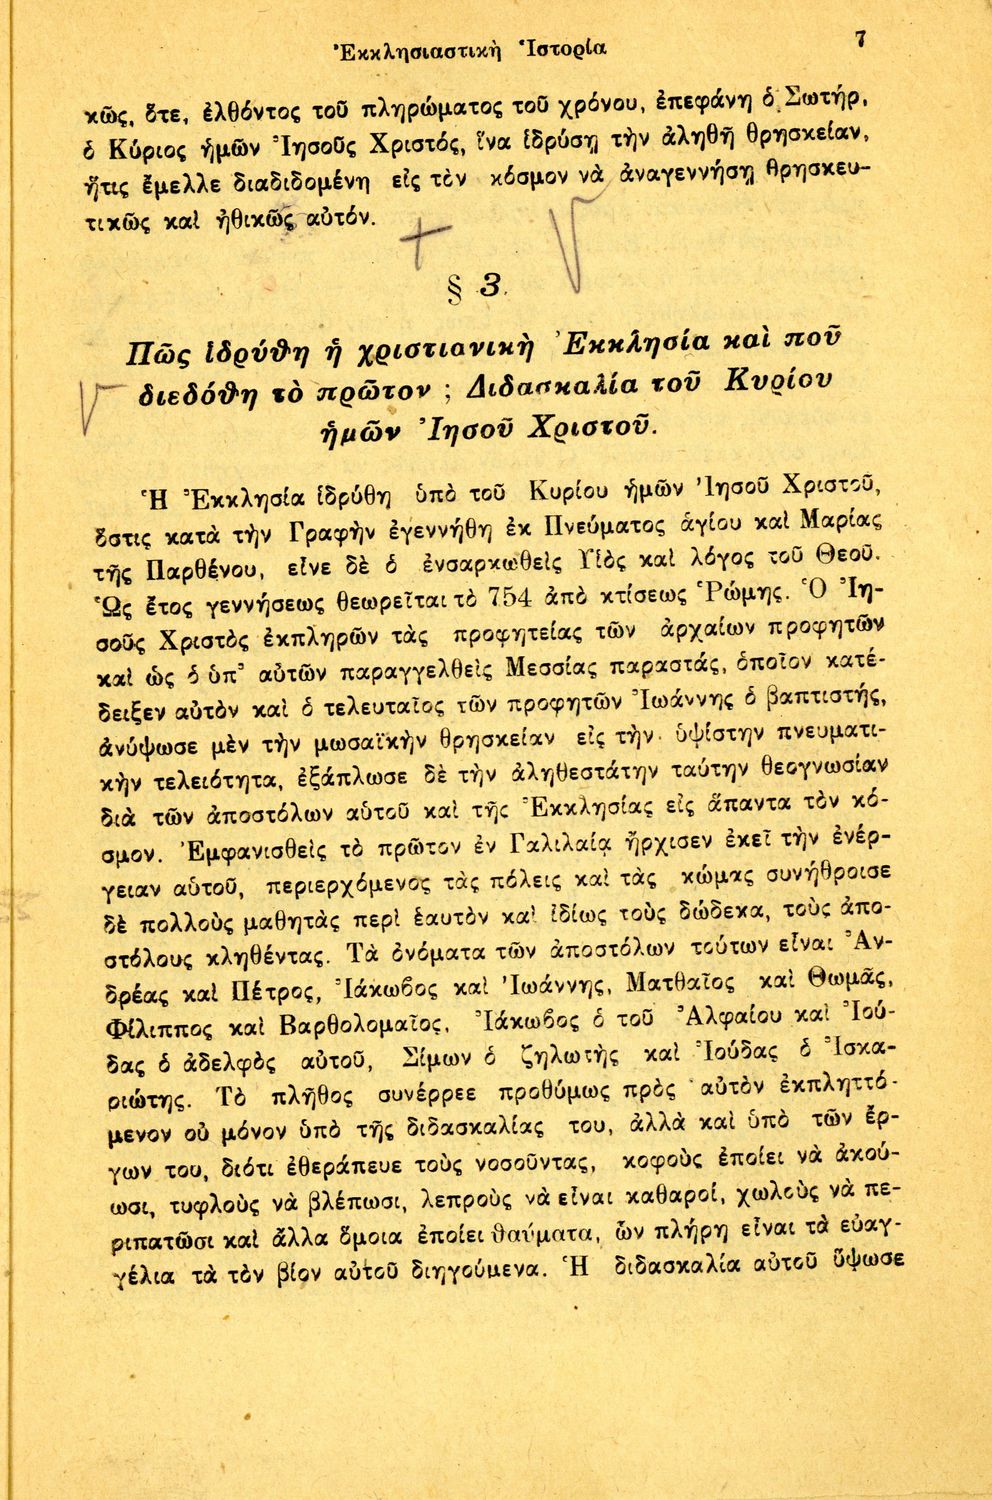 Ἐκκλησιαστικὴ Ἱστορία 7
κῶς, ὅτε, ἐλθόντος τοῦ πληρώματος τοῦ χρόνου, ἐπεφάνη ὁ Σωτήρ,
ὁ Κύριος ἡμῶν Ἰησοῦς Χριστός, ἵνα ἱδρύσῃ τὴν ἀληθῆ θρησκείαν,
ἥτις ἔμελλε διαδιδομένη εἰς τὸν κόσμον νὰ ἀναγεννήσῃ θρησκευ-
τικῶς καὶ ἠθικῶς αὐτόν.
§ 3.
Πῶς ἱδρύθη ἡ χριστιανικὴ Ἐκκλησία καὶ ποῦ
διεδόθη τὸ πρῶτον ; Διδασκαλία τοῦ Κυρίου
ἡμῶν Ἰησοῦ Χριστοῦ.
Ἡ Ἐκκλησία ἱδρύθη ὑπὸ τοῦ Κυρίου ἡμῶν Ἰησοῦ Χριστοῦ,
ὅστις κατὰ τὴν Γραφὴν ἐγεννήθη ἐκ Πνεύματος ἁγίου καὶ Μαρίας
τῆς Παρθένου, εἶνε δὲ ὁ ἐνσαρκωθεὶς Υἱὸς καὶ λόγος τοῦ Θεοῦ.
Ὡς ἔτος γεννήσεως θεωρεῖται τὸ 754 ἀπὸ κτίσεως Ῥώμης. Ὁ Ἰη-
σοῦς Χριστὸς ἐκπληρῶν τὰς προφητείας τῶν ἀρχαίων προφητῶν
καὶ ὡς ὁ ὑπ' αὐτῶν παραγγελθεὶς Μεσσίας παραστάς, ὁποῖον κατέ-
δειξεν αὐτὸν καὶ ὁ τελευταῖος τῶν προφητῶν Ἰωάννης ὁ βαπτιστής,
ἀνύψωσε μὲν τὴν μωσαϊκὴν θρησκείαν εἰς τὴν ὑψίστην πνευματι-
κὴν τελειότητα, ἐξάπλωσε δὲ τὴν ἀληθεστάτην ταύτην θεογνωσίαν
διὰ τῶν ἀποστόλων αὑτοῦ καὶ τῆς Ἐκκλησίας εἰς ἅπαντα τὸν κό-
σμον. Ἐμφανισθεὶς τὸ πρῶτον ἐν Γαλιλαίᾳ ἤρχισεν ἐκεῖ τὴν ἐνέρ-
γειαν αὑτοῦ, περιερχόμενος τὰς πόλεις καὶ τὰς κώμας συνήθροισε
δὲ πολλοὺς μαθητὰς περὶ ἑαυτὸν καὶ ἰδίως τοὺς δώδεκα, τοὺς ἀπο-
στόλους κληθέντας. Τὰ ὀνόματα τῶν ἀποστόλων τούτων εἶναι Ἀν-
δρέας καὶ Πέτρος, Ἰάκωβος καὶ Ἰωάννης, Ματθαῖος καὶ Θωμᾶς,
Φίλιππος καὶ Βαρθολομαῖος, Ἰάκωβος ὁ τοῦ Ἀλφαίου καὶ Ἰού-
δας ὁ ἀδελφὸς αὐτοῦ, Σίμων ὁ ζηλωτὴς καὶ Ἰούδας ὁ Ἰσκα-
ριώτης. Τὸ πλῆθος συνέρρεε προθύμως πρὸς αὐτὸν ἐκπληττό-
μενον οὐ μόνον ὑπὸ τῆς διδασκαλίας του, ἀλλὰ καὶ ὑπὸ τῶν ἔρ-
γων του, διότι ἐθεράπευε τοὺς νοσοῦντας, κοφοὺς ἐποίει νὰ ἀκού-
ωσι, τυφλοὺς νὰ βλέπωσι, λεπροὺς νὰ εἶναι καθαροί, χωλοὺς νὰ πε-
ριπατῶσι καὶ ἄλλα ὅμοια ἐποίει θαύματα, ὧν πλήρη εἶναι τὰ εὐαγ-
γέλια τὰ τὸν βίον αὐτοῦ διηγούμενα. Ἡ διδασκαλία αὐτοῦ ὕψωσε